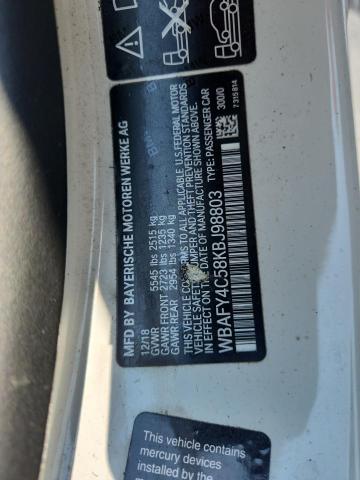 MFD BY BAYERISCHE MOTOREN WERKE AG
12/18
GVWR 5545 lbs 2515 kg
GAWR FRONT 2723 lbs 1235 kg
GAWR REAR 2954 lbs 1340 kg
THIS VEHICLE CONFORMS TO ALL APPLICABLE U.S. FEDERAL MOTOR
VEHICLE SAFETY, BUMPER AND THEFT PREVENTION STANDARDS
IN EFFECT ON THE DATE OF MANUFACTURE SHOWN ABOVE.
WBAFY4C58KBJ98803 TYPE: PASSENGER CAR
300/0
7 315 814
This vehicle contains
mercury devices
installed by the